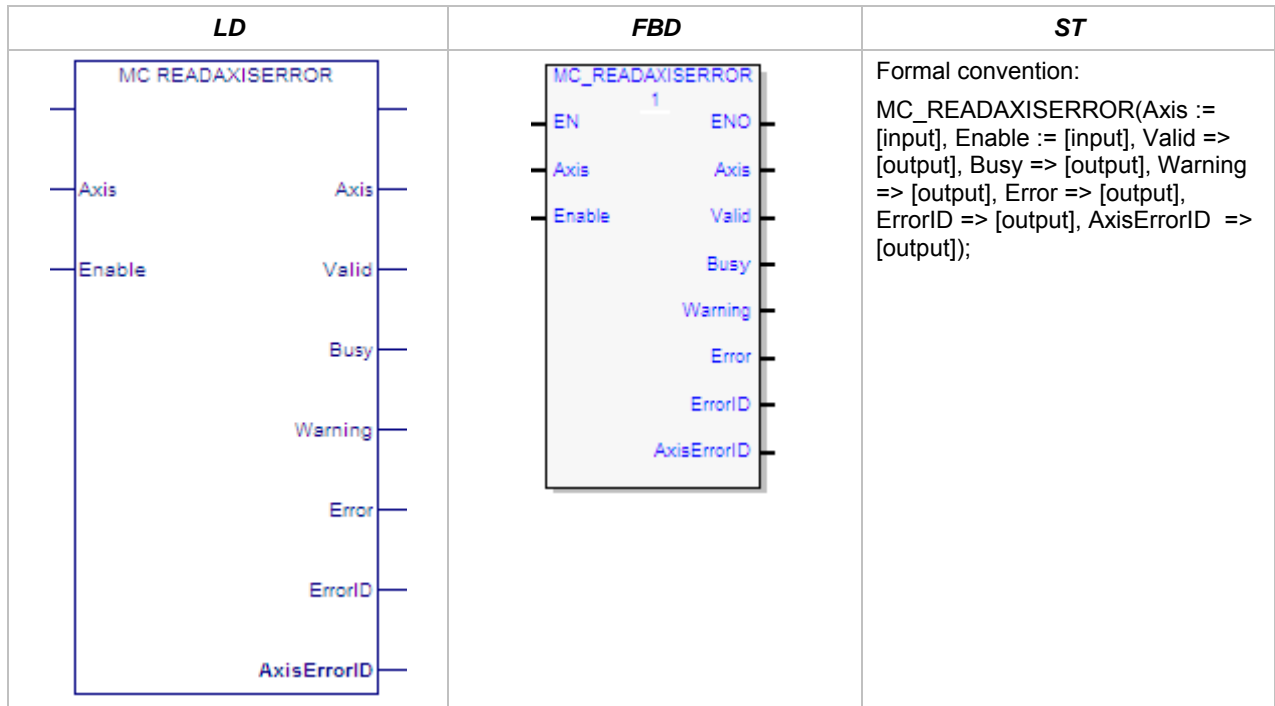 LD
FBD
ST
MC READAXISERROR
Axis
Axis
Enable
Valid
Busy
Warning
Error
ErrorID
AxisErrorID
MC_READAXISERROR
1
EN
ENO
Axis
Axis
Enable
Valid
Busy
Warning
Error
ErrorID
AxisErrorID
Formal convention:
MC_READAXISERROR(Axis :=
[input], Enable := [input], Valid =>
[output], Busy => [output], Warning
=> [output], Error => [output],
ErrorID => [output], AxisErrorID =>
[output]);